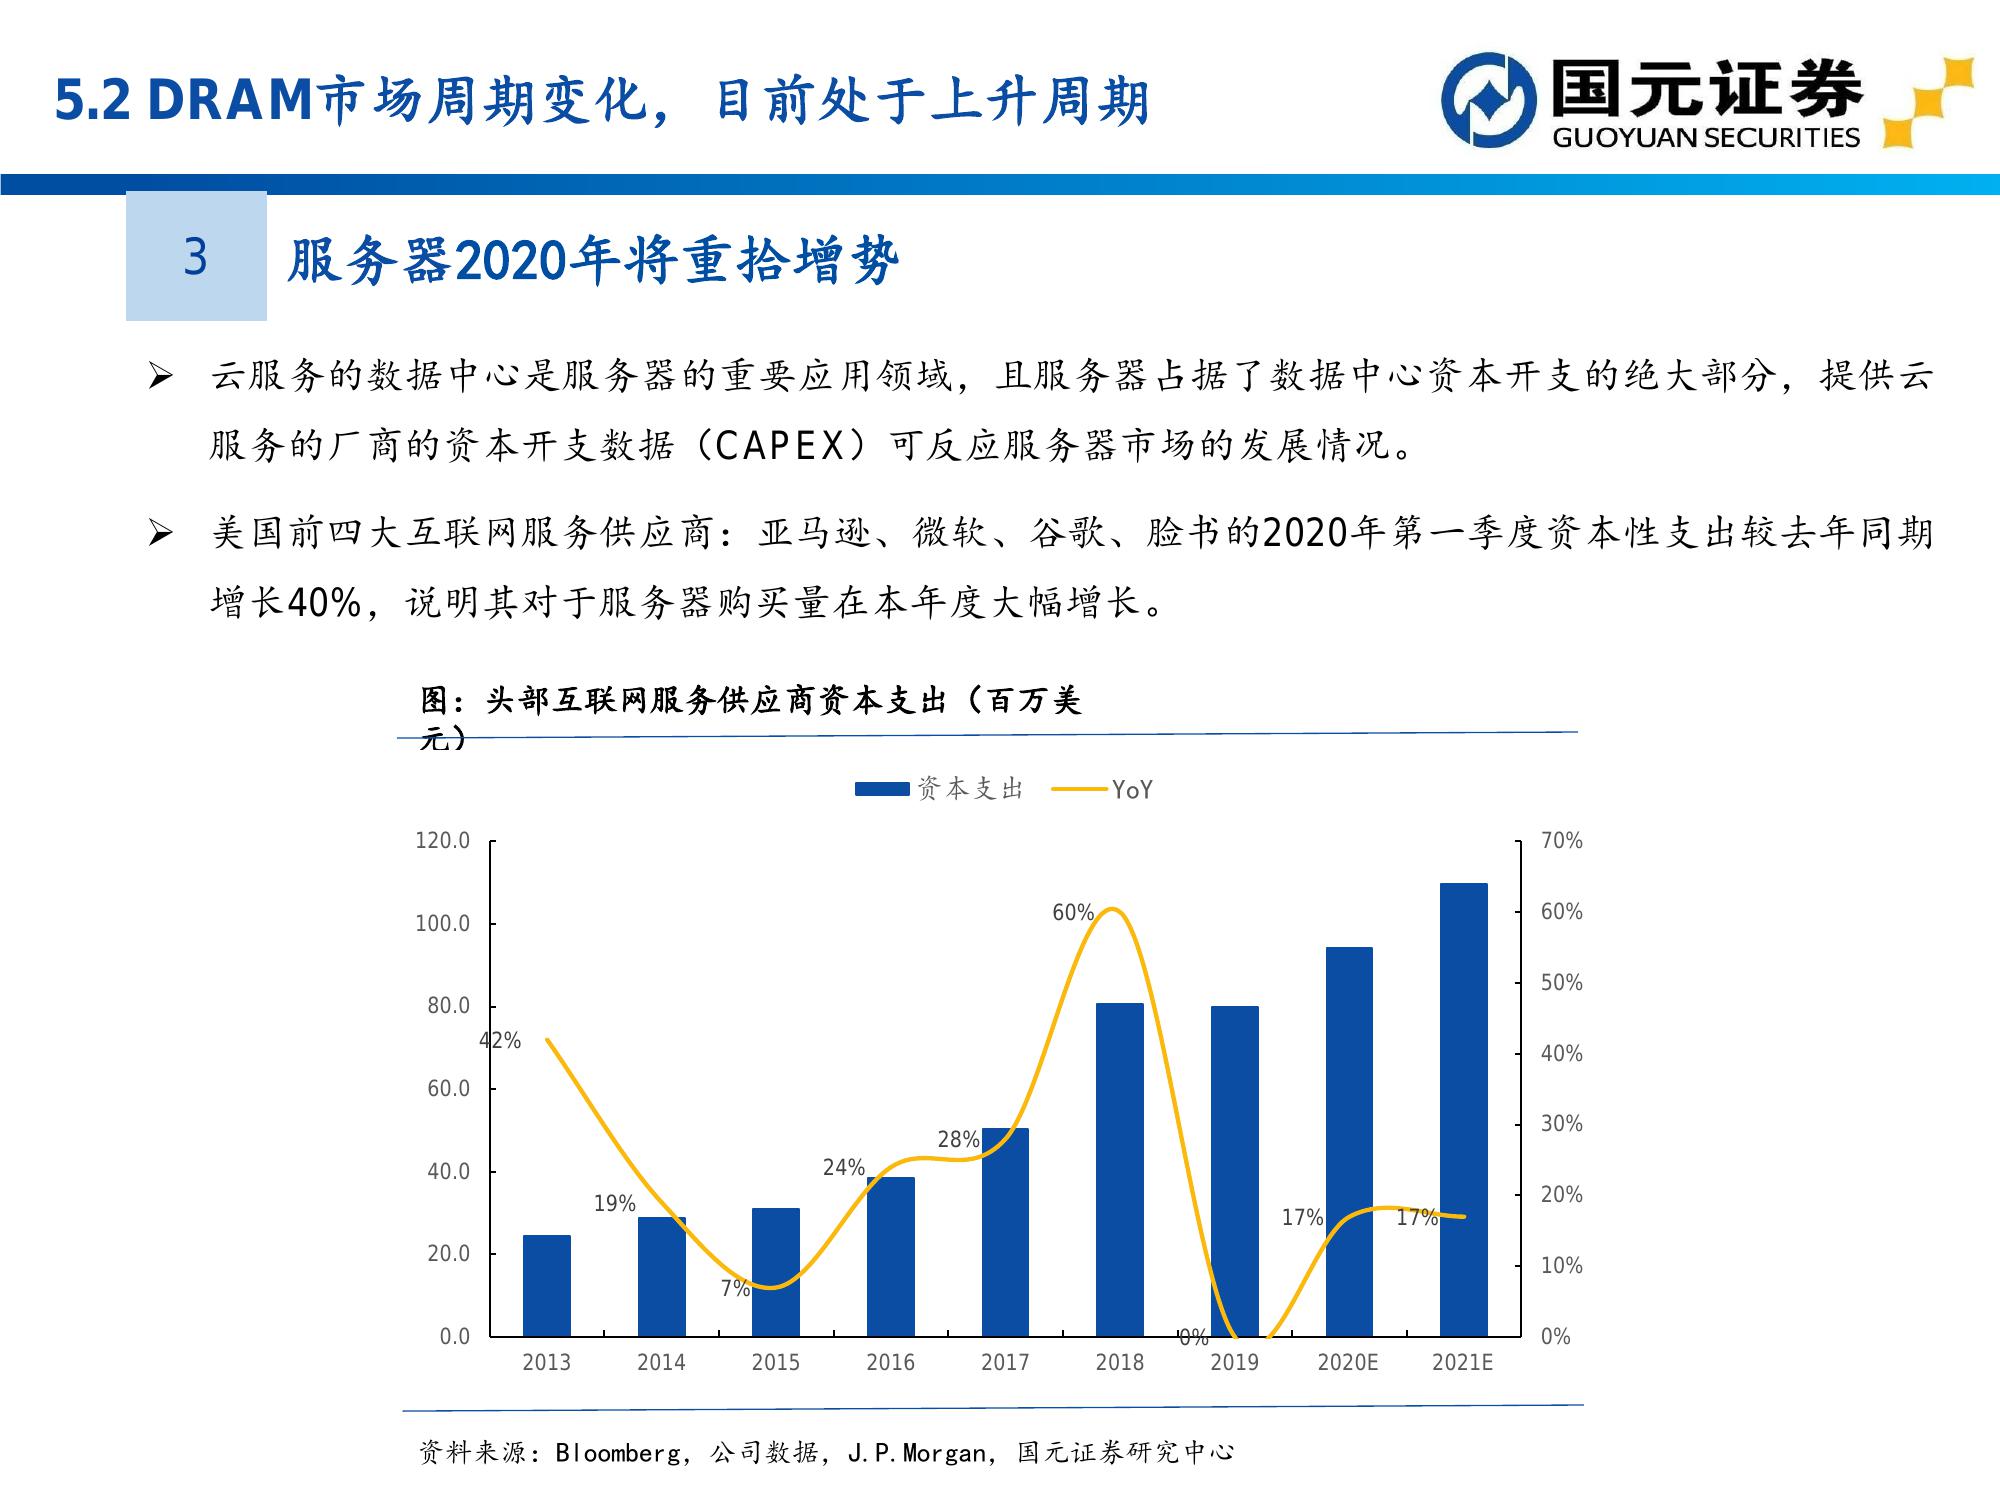 5.2 DRAM市场周期变化，目前处于上升周期
国元证券
GUOYUAN SECURITIES
3
服务器2020年将重拾增势
云服务的数据中心是服务器的重要应用领域，且服务器占据了数据中心资本开支的绝大部分，提供云
服务的厂商的资本开支数据（CAPEX）可反应服务器市场的发展情况。
美国前四大互联网服务供应商：亚马逊、微软、谷歌、脸书的2020年第一季度资本性支出较去年同期
增长40%，说明其对于服务器购买量在本年度大幅增长。
图：头部互联网服务供应商资本支出（百万美
元）
资本支出 YoY
120.0
100.0
80.0
60.0
40.0
20.0
0.0
42%
19%
7%
24%
28%
60%
0%
17%
17%
70%
60%
50%
40%
30%
20%
10%
0%
2013 2014 2015 2016 2017 2018 2019 2020E 2021E
资料来源：Bloomberg，公司数据，J.P.Morgan，国元证券研究中心